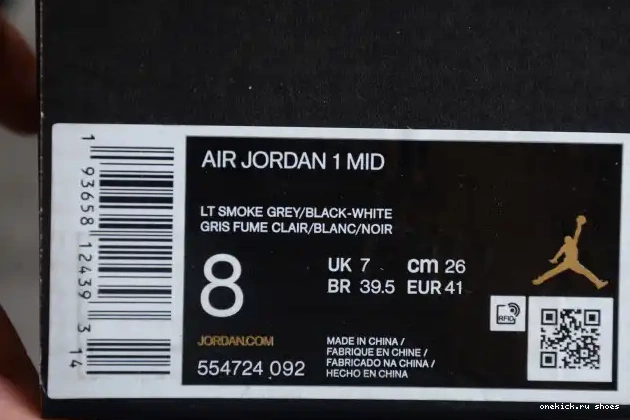 AIR JORDAN 1 MID
LT SMOKE GREY/BLACK-WHITE
GRIS FUME CLAIR/BLANC/NOIR
8
UK 7 cm 26
BR 39.5 EUR 41
RFID
JORDAN.COM
554724 092
MADE IN CHINA /
FABRIQUE EN CHINE /
FABRICADO NA CHINA /
HECHO EN CHINA
1 93658 12439 3 14
onekick.ru shoes